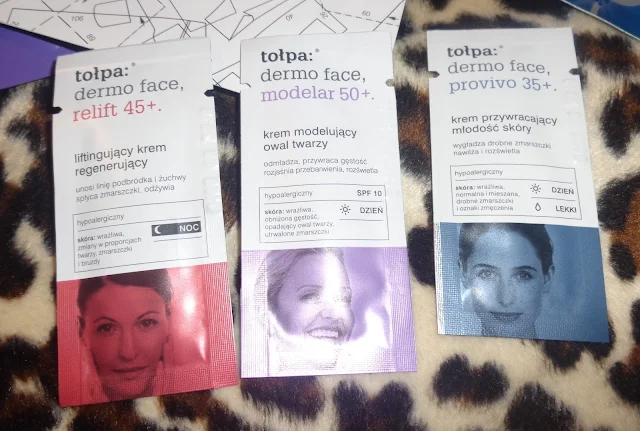 106
tołpa:®
dermo face,
relift 45+.
liftingujący krem
regenerujący
unosi linię podbródka i żuchwy
spłyca zmarszczki, odżywia
hypoalergiczny
skóra: wrażliwa,
zmiany w proporcjach
twarzy, zmarszczki
i bruzdy
NOC
tołpa:®
dermo face,
modelar 50+.
krem modelujący
owal twarzy
odmładza, przywraca gęstość
rozjaśnia przebarwienia, rozświetla
hypoalergiczny
SPF 10
skóra: wrażliwa,
obniżona gęstość,
opadający owal twarzy,
utrwalone zmarszczki
DZIEŃ
tołpa:®
dermo face,
provivo 35+.
krem przywracający
młodość skóry
wygładza drobne zmarszczki
nawilża i rozświetla
hypoalergiczny
skóra: wrażliwa,
normalna i mieszana,
drobne zmarszczki
i oznaki zmęczenia
DZIEŃ
LEKKI